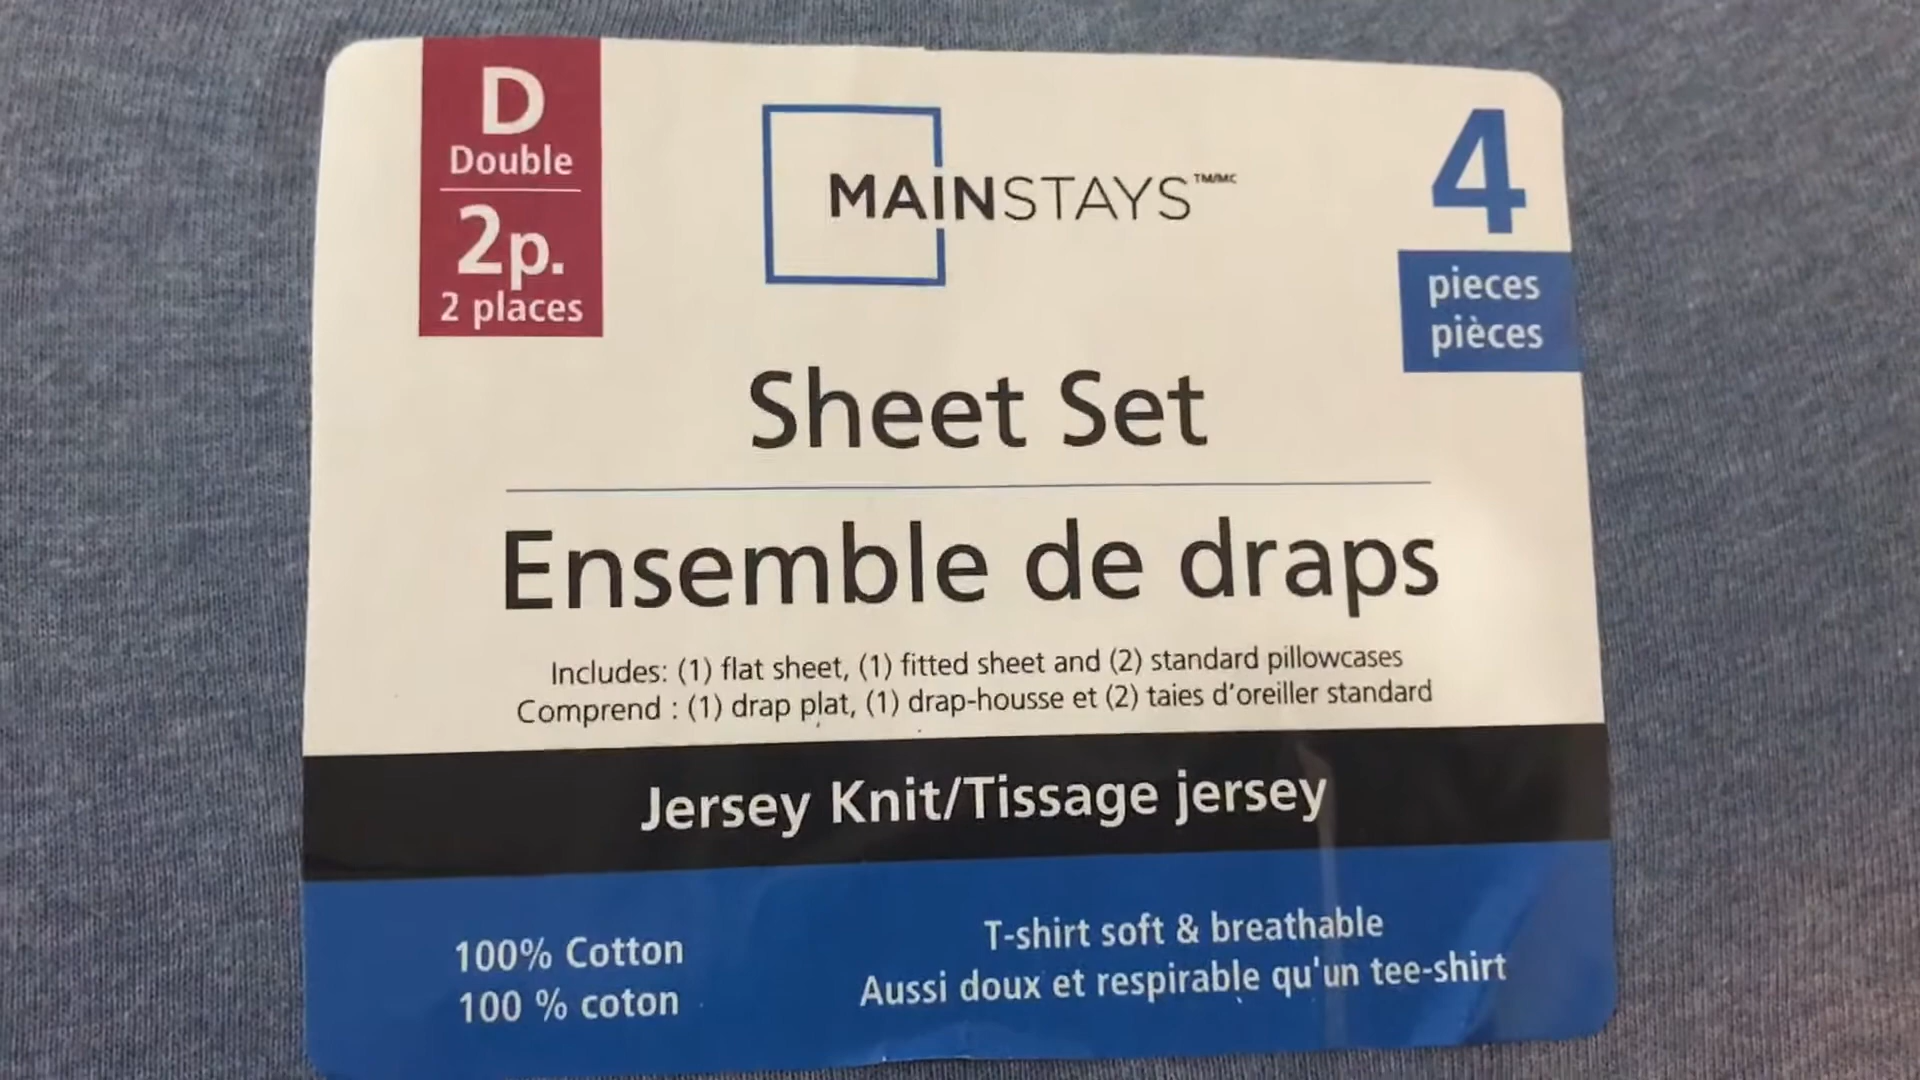 D
Double
2p.
2 places
MAINSTAYS™/MC
4
pieces
pièces
Sheet Set
Ensemble de draps
Includes: (1) flat sheet, (1) fitted sheet and (2) standard pillowcases
Comprend : (1) drap plat, (1) drap-housse et (2) taies d'oreiller standard
Jersey Knit/Tissage jersey
100% Cotton
100 % coton
T-shirt soft & breathable
Aussi doux et respirable qu'un tee-shirt